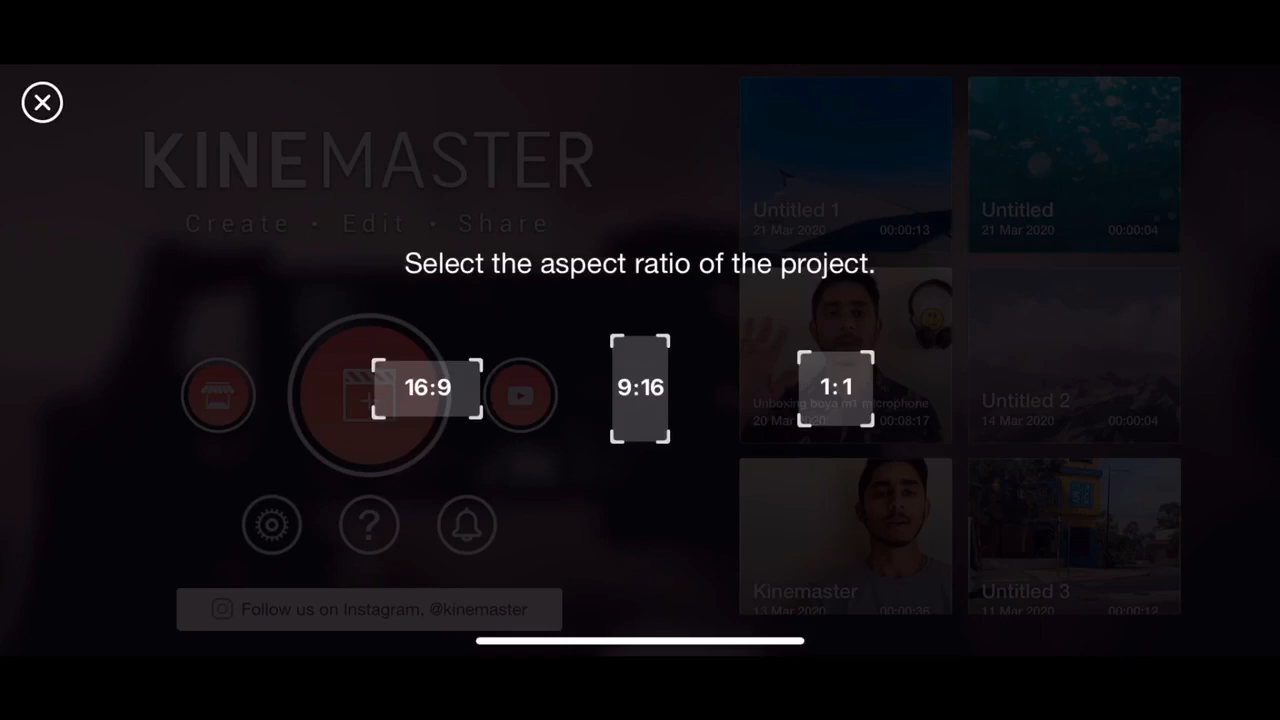 KINEMASTER
Create • Edit • Share
Select the aspect ratio of the project.
16:9
9:16
1:1
Follow us on Instagram, @kinemaster
Untitled 1
21 Mar 2020 00:00:13
Untitled
21 Mar 2020 00:00:04
Unboxing boya m1 microphone
20 Mar 2020 00:08:17
Untitled 2
14 Mar 2020 00:00:04
Kinemaster
13 Mar 2020 00:00:36
Untitled 3
11 Mar 2020 00:00:12